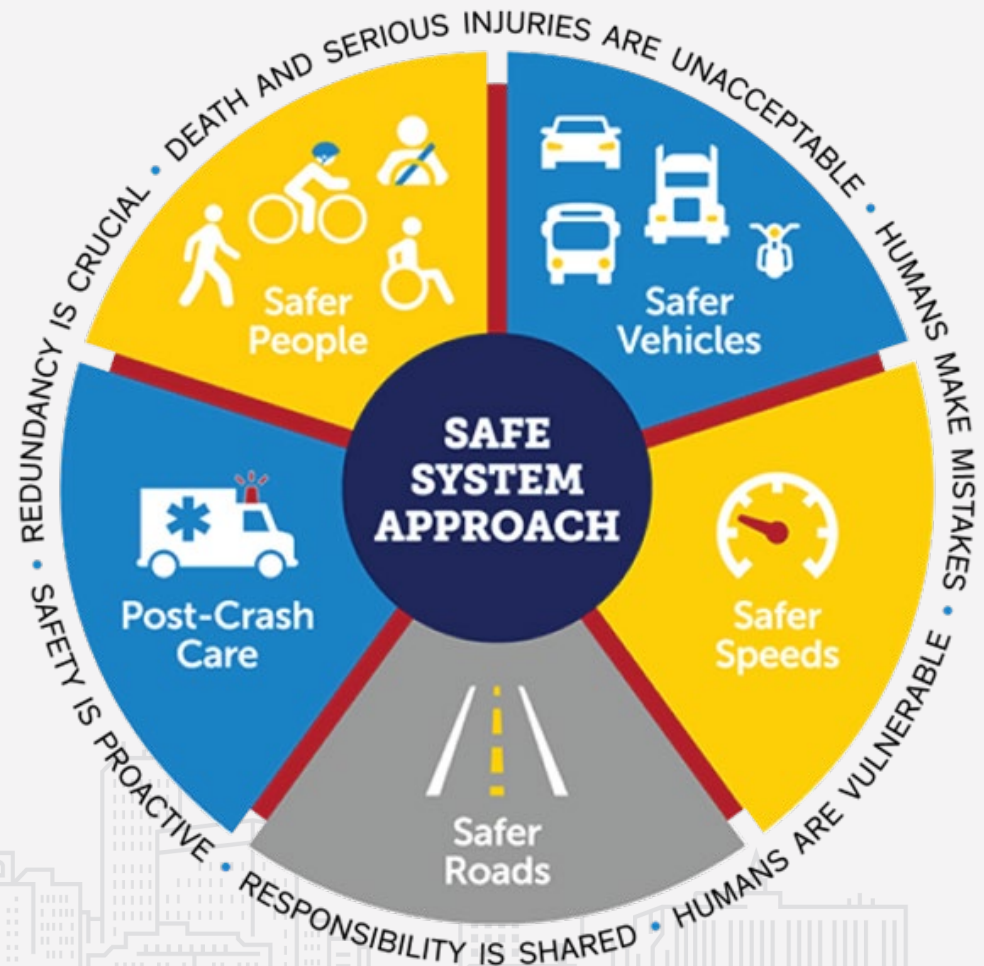 DEATH AND SERIOUS INJURIES ARE UNACCEPTABLE •
HUMANS MAKE MISTAKES •
HUMANS ARE VULNERABLE •
RESPONSIBILITY IS SHARED •
SAFETY IS PROACTIVE •
REDUNDANCY IS CRUCIAL •
Safer
People
Safer
Vehicles
SAFE
SYSTEM
APPROACH
Post-Crash
Care
Safer
Speeds
Safer
Roads